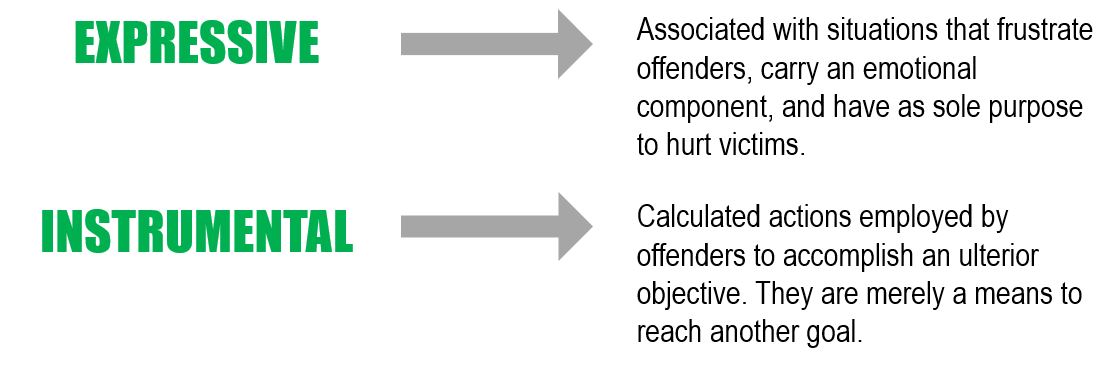 EXPRESSIVE
Associated with situations that frustrate
offenders, carry an emotional
component, and have as sole purpose
to hurt victims.
INSTRUMENTAL
Calculated actions employed by
offenders to accomplish an ulterior
objective. They are merely a means to
reach another goal.